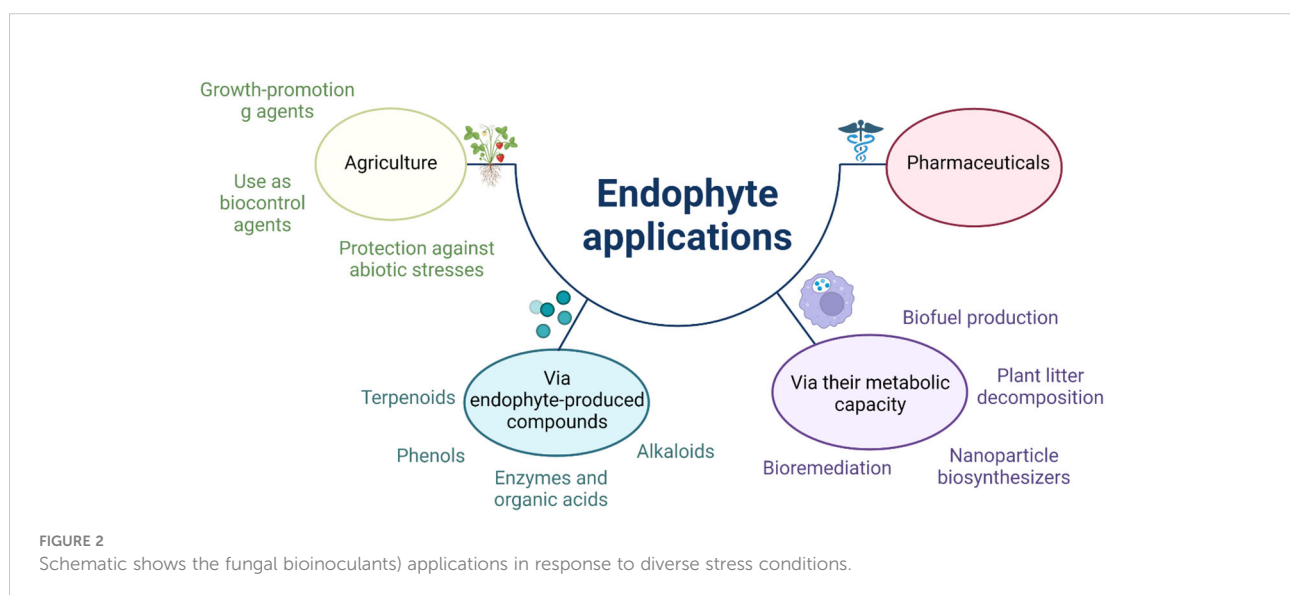 Growth-promotion
g agents
Agriculture
Use as
biocontrol
agents
Protection against
abiotic stresses
Endophyte
applications
Pharmaceuticals
Via
endophyte-produced
compounds
Terpenoids
Phenols
Enzymes and
organic acids
Alkaloids
Via their metabolic
capacity
Biofuel production
Plant litter
decomposition
Nanoparticle
biosynthesizers
Bioremediation
FIGURE 2
Schematic shows the fungal bioinoculants) applications in response to diverse stress conditions.